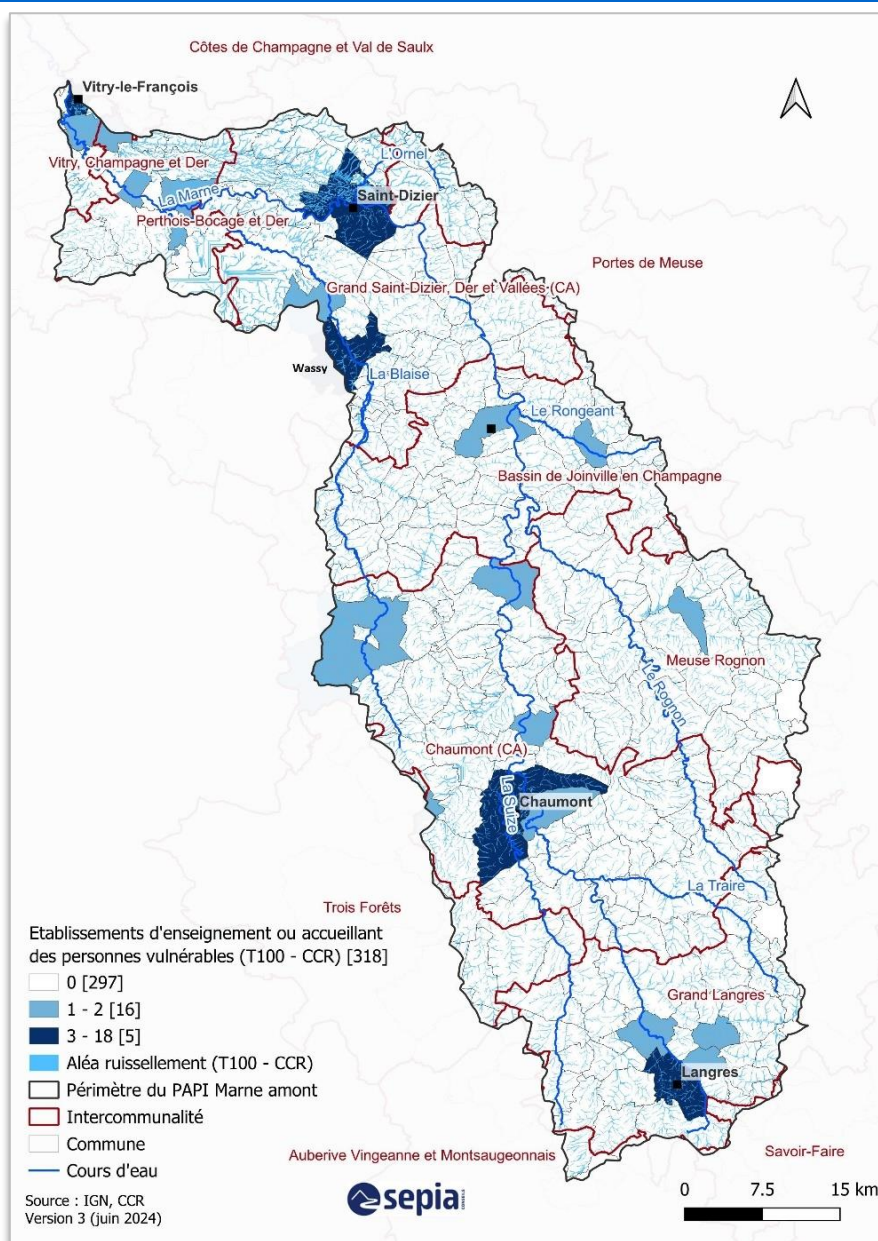 Côtes de Champagne et Val de Saulx
Vitry-le-François
L'Ornel
Vitry, Champagne et Der
La Marne
Saint-Dizier
Perthois-Bocage et Der
Portes de Meuse
Grand Saint-Dizier, Der et Vallées (CA)
Wassy
La Blaise
Le Rongeant
Bassin de Joinville en Champagne
Meuse Rognon
Le Rognon
Chaumont (CA)
La Suize
Chaumont
La Traire
Trois Forêts
Grand Langres
Langres
Auberive Vingeanne et Montsaugeonnais
Savoir-Faire
Etablissements d'enseignement ou accueillant
des personnes vulnérables (T100 - CCR) [318]
0 [297]
1 - 2 [16]
3 - 18 [5]
Aléa ruissellement (T100 - CCR)
Périmètre du PAPI Marne amont
Intercommunalité
Commune
Cours d'eau
Source : IGN, CCR
Version 3 (juin 2024)
sepia
0 7.5 15 km